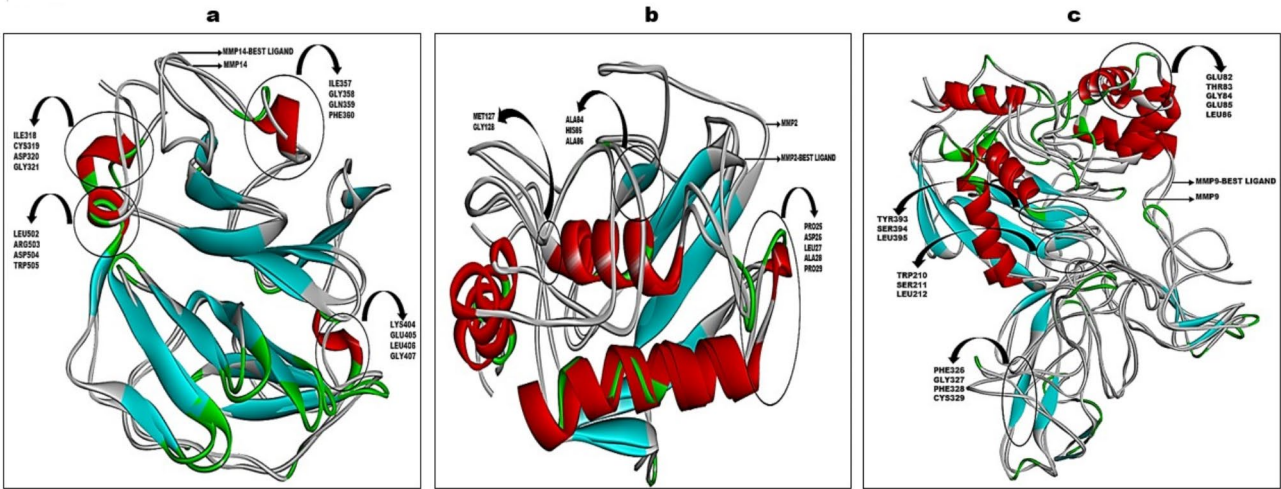 a
b
c
MMP14-BEST LIGAND
MMP14
ILE357
GLY358
GLN359
PHE360
ILE318
CYS319
ASP320
GLY321
LEU502
ARG503
ASP504
TRP505
LYS404
GLU405
LEU406
GLY407
MET127
GLY128
ALA84
HIS85
ALA86
MMP2
MMP2-BEST LIGAND
PRO25
ASP26
LEU27
ALA28
PRO29
GLU82
THR83
GLY84
GLU85
LEU86
MMP9-BEST LIGAND
MMP9
TYR393
SER394
LEU395
TRP210
SER211
LEU212
PHE326
GLY327
PHE328
CYS329